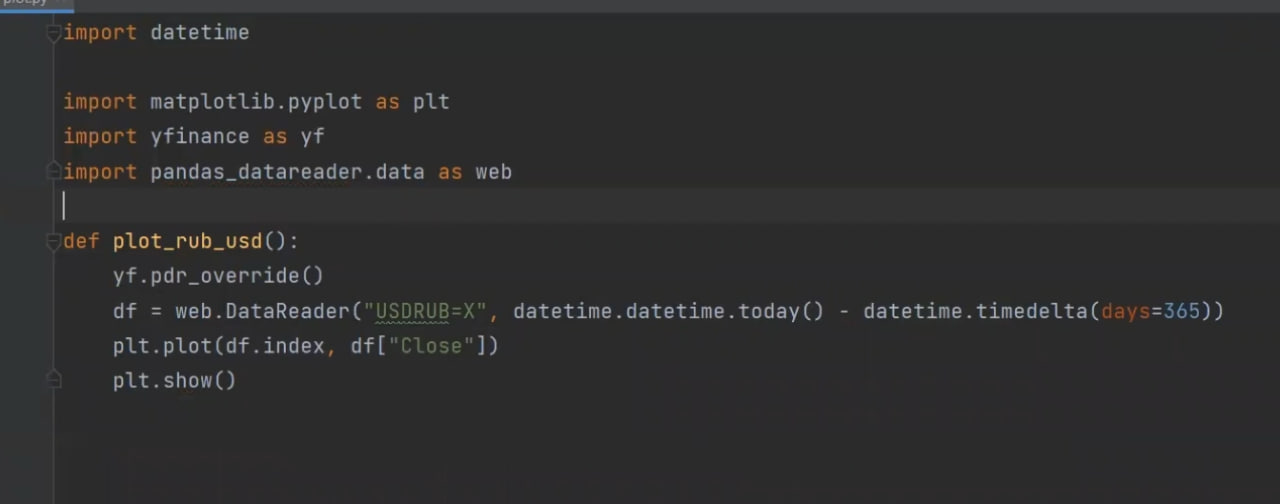 plot.py
import datetime
import matplotlib.pyplot as plt
import yfinance as yf
import pandas_datareader.data as web
def plot_rub_usd():
    yf.pdr_override()
    df = web.DataReader("USDRUB=X", datetime.datetime.today() - datetime.timedelta(days=365))
    plt.plot(df.index, df["Close"])
    plt.show()